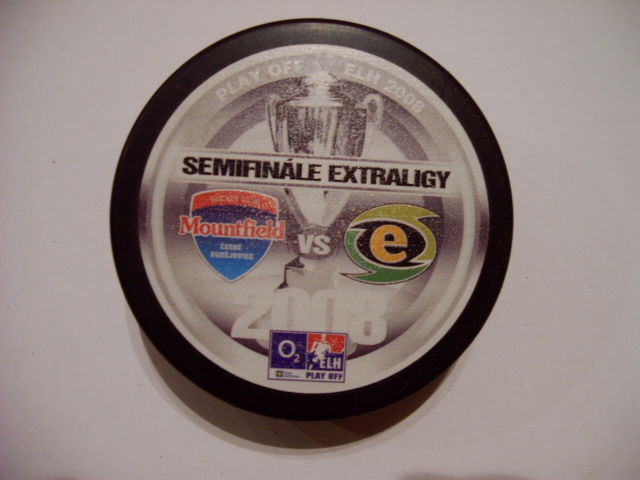 PLAY OFF ELH 2008
SEMIFINÁLE EXTRALIGY
Mountfield
ČESKÉ
BUDĚJOVICE
VS
e
2008
O2
ELH
PLAY OFF